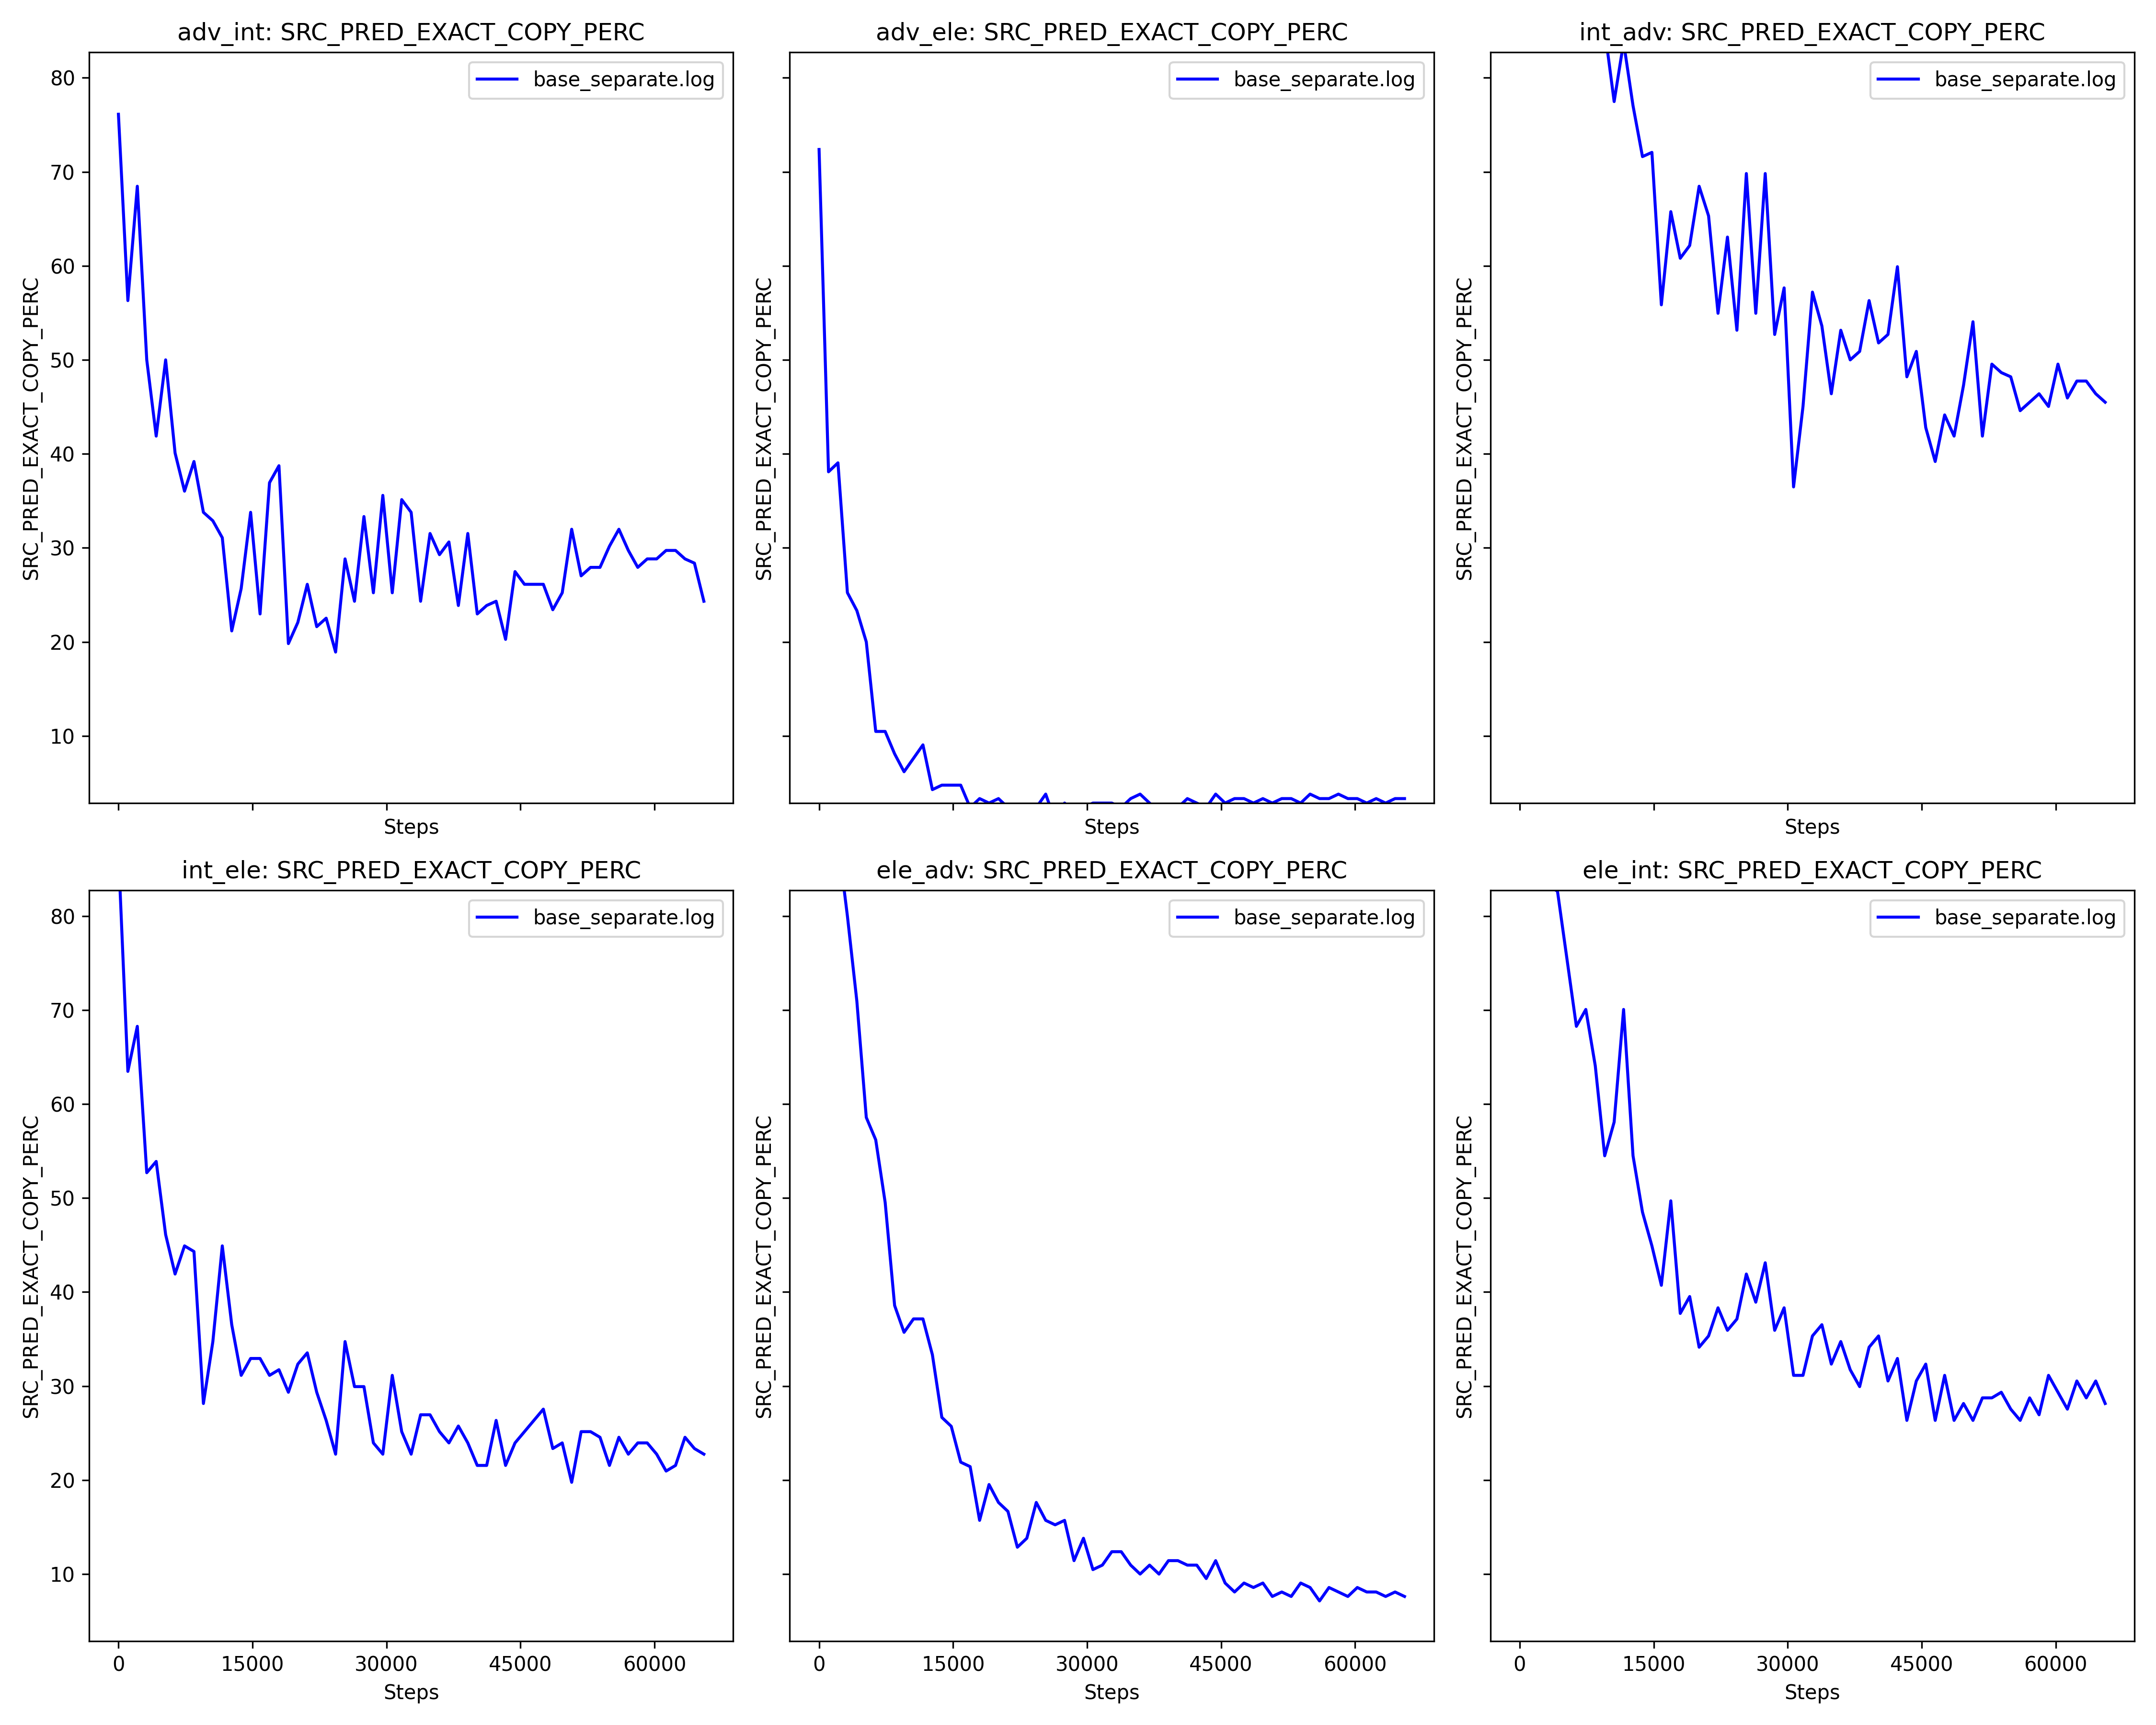 adv_int: SRC_PRED_EXACT_COPY_PERC
adv_ele: SRC_PRED_EXACT_COPY_PERC
int_adv: SRC_PRED_EXACT_COPY_PERC
base_separate.log
base_separate.log
base_separate.log
80
70
60
50
40
30
20
10
SRC_PRED_EXACT_COPY_PERC
SRC_PRED_EXACT_COPY_PERC
SRC_PRED_EXACT_COPY_PERC
Steps
Steps
Steps
int_ele: SRC_PRED_EXACT_COPY_PERC
ele_adv: SRC_PRED_EXACT_COPY_PERC
ele_int: SRC_PRED_EXACT_COPY_PERC
base_separate.log
base_separate.log
base_separate.log
80
70
60
50
40
30
20
10
SRC_PRED_EXACT_COPY_PERC
SRC_PRED_EXACT_COPY_PERC
SRC_PRED_EXACT_COPY_PERC
0 15000 30000 45000 60000
0 15000 30000 45000 60000
0 15000 30000 45000 60000
Steps
Steps
Steps